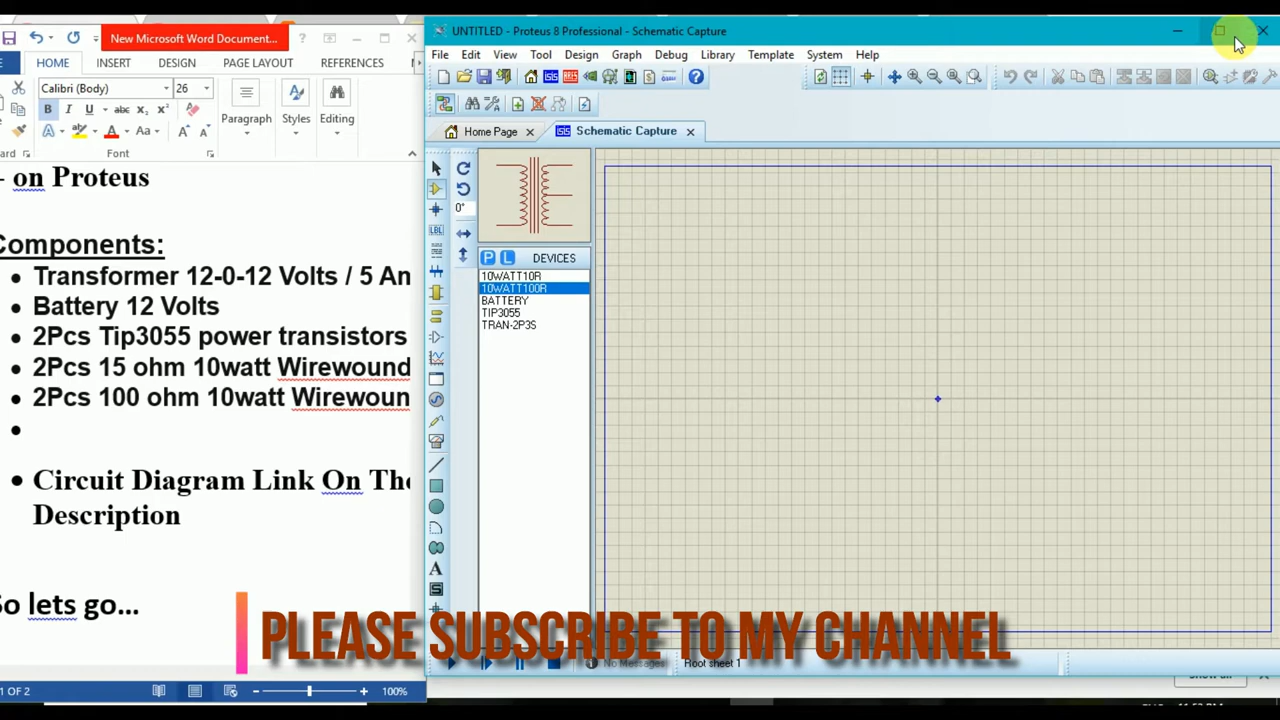 New Microsoft Word Document...
HOME INSERT DESIGN PAGE LAYOUT REFERENCES
Calibri (Body) 26
Paragraph Styles Editing
Font
- on Proteus
Components:
Transformer 12-0-12 Volts / 5 Am
Battery 12 Volts
2Pcs Tip3055 power transistors
2Pcs 15 ohm 10watt Wirewound
2Pcs 100 ohm 10watt Wirewoun
Circuit Diagram Link On The
Description
So lets go...
1 OF 2 100%
UNTITLED - Proteus 8 Professional - Schematic Capture
File Edit View Tool Design Graph Debug Library Template System Help
Home Page Schematic Capture
0°
P L DEVICES
10WATT10R
10WATT100R
BATTERY
TIP3055
TRAN-2P3S
No Messages Root sheet 1
PLEASE SUBSCRIBE TO MY CHANNEL